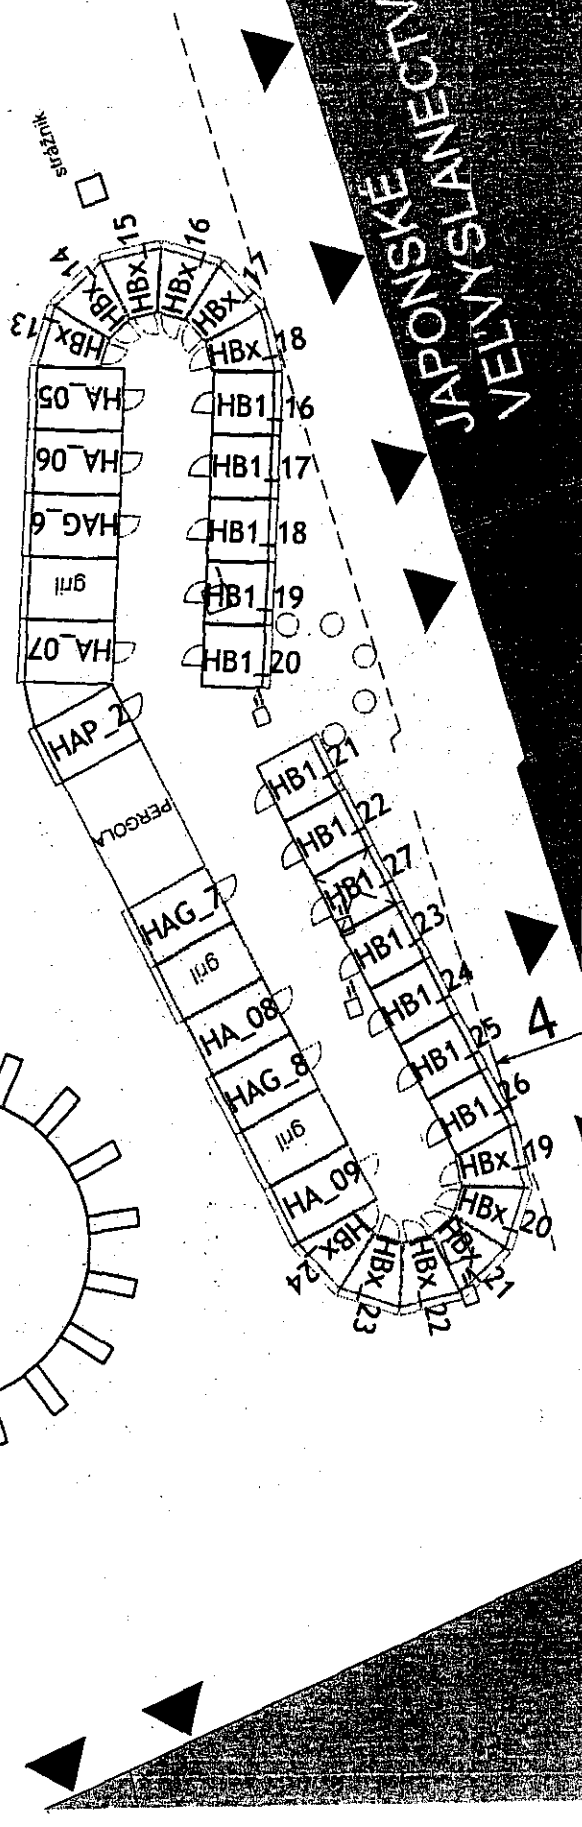 strážnik
JAPONSKÉ
VEĽVYSLANECTV
HBx_13
HBx_14
HBx_15
HBx_16
HBx_17
HBx_18
HA_05
HA_06
HAG_6
gril
HA_07
HAP_2
PERGOLA
HAG_7
gril
HA_08
HAG_8
gril
HA_09
HB1_16
HB1_17
HB1_18
HB1_19
HB1_20
HB1_21
HB1_22
HB1_27
HB1_23
HB1_24
HB1_25
HB1_26
4
HBx_19
HBx_20
HBx_21
HBx_22
HBx_23
HBx_24